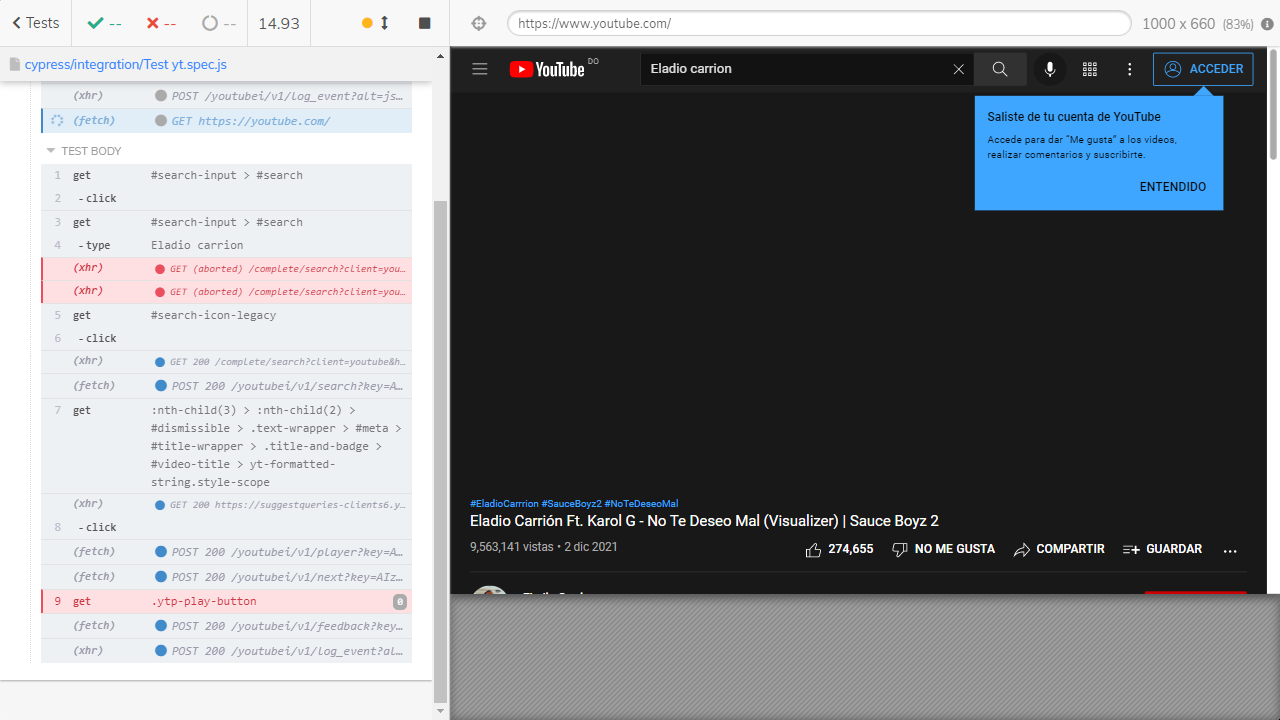 Tests
--
--
--
14.93
https://www.youtube.com/
1000 x 660 (83%)
cypress/integration/Test yt.spec.js
(xhr) POST /youtubei/v1/log_event?alt=js…
(fetch) GET https://youtube.com/
TEST BODY
1 get #search-input > #search
2 -click
3 get #search-input > #search
4 -type Eladio carrion
(xhr) GET (aborted) /complete/search?client=you…
(xhr) GET (aborted) /complete/search?client=you…
5 get #search-icon-legacy
6 -click
(xhr) GET 200 /complete/search?client=youtube&h…
(fetch) POST 200 /youtubei/v1/search?key=A…
7 get :nth-child(3) > :nth-child(2) >
#dismissible > .text-wrapper > #meta >
#title-wrapper > .title-and-badge >
#video-title > yt-formatted-
string.style-scope
(xhr) GET 200 https://suggestqueries-clients6.y…
8 -click
(fetch) POST 200 /youtubei/v1/player?key=A…
(fetch) POST 200 /youtubei/v1/next?key=AIz…
9 get .ytp-play-button 0
(fetch) POST 200 /youtubei/v1/feedback?key…
(xhr) POST 200 /youtubei/v1/log_event?al…
YouTube DO
Eladio carrion
ACCEDER
Saliste de tu cuenta de YouTube
Accede para dar "Me gusta" a los videos,
realizar comentarios y suscribirte.
ENTENDIDO
#EladioCarrrion #SauceBoyz2 #NoTeDeseoMal
Eladio Carrión Ft. Karol G - No Te Deseo Mal (Visualizer) | Sauce Boyz 2
9,563,141 vistas • 2 dic 2021
274,655
NO ME GUSTA
COMPARTIR
GUARDAR